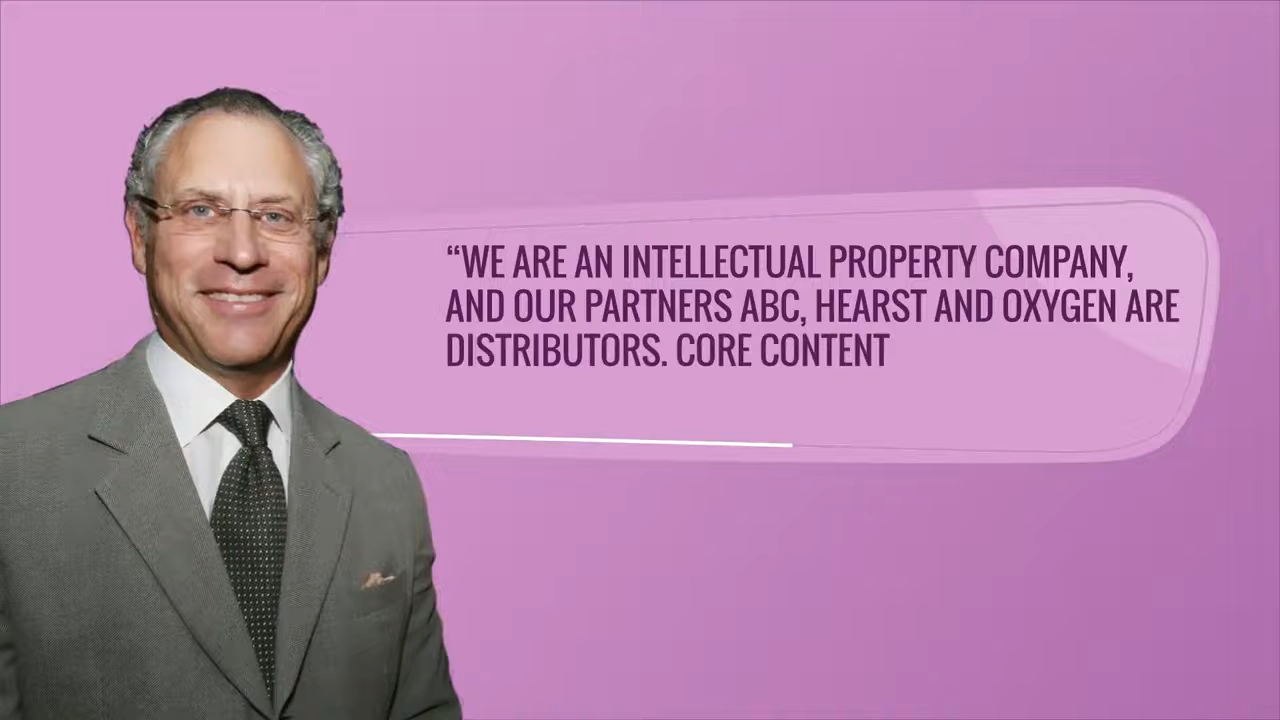 “WE ARE AN INTELLECTUAL PROPERTY COMPANY,
AND OUR PARTNERS ABC, HEARST AND OXYGEN ARE
DISTRIBUTORS. CORE CONTENT